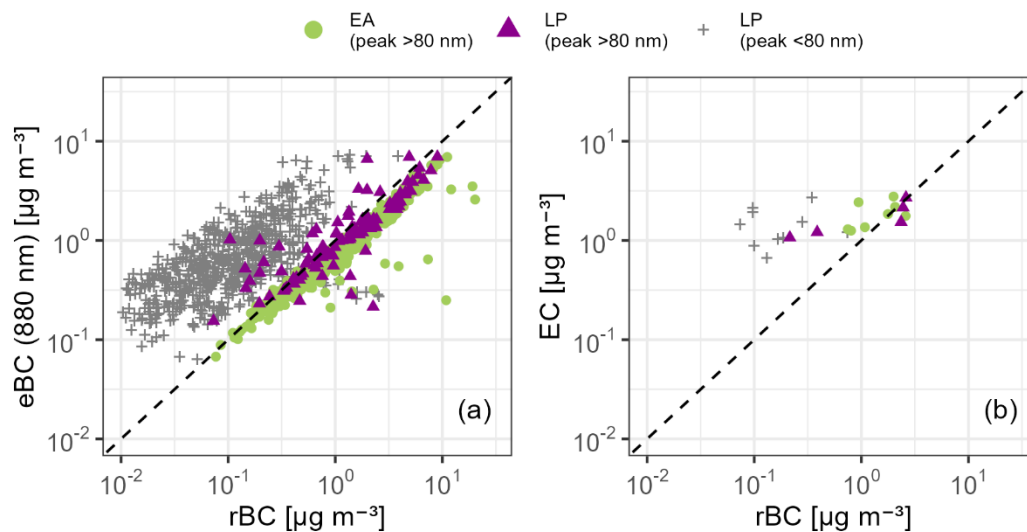 EA
(peak >80 nm)
LP
(peak >80 nm)
LP
(peak <80 nm)
eBC (880 nm) [µg m⁻³]
10¹
10⁰
10⁻¹
10⁻²
(a)
10⁻² 10⁻¹ 10⁰ 10¹
rBC [µg m⁻³]
EC [µg m⁻³]
10¹
10⁰
10⁻¹
10⁻²
(b)
10⁻² 10⁻¹ 10⁰ 10¹
rBC [µg m⁻³]